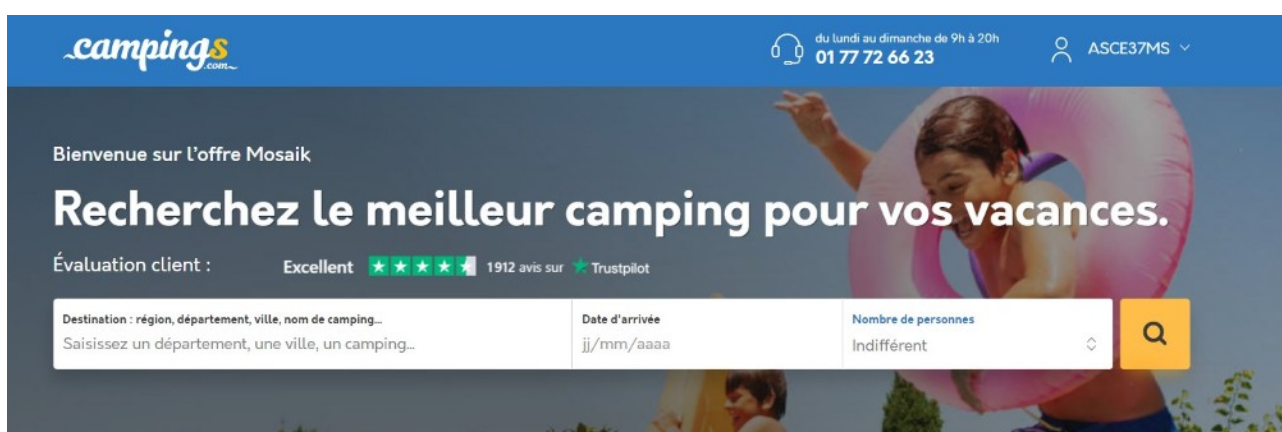 campings
.com
du lundi au dimanche de 9h à 20h
01 77 72 66 23
ASCE37MS
Bienvenue sur l'offre Mosaik
Recherchez le meilleur camping pour vos vacances.
Évaluation client :
Excellent
1912 avis sur
Trustpilot
Destination : région, département, ville, nom de camping...
Saisissez un département, une ville, un camping...
Date d'arrivée
jj/mm/aaaa
Nombre de personnes
Indifférent